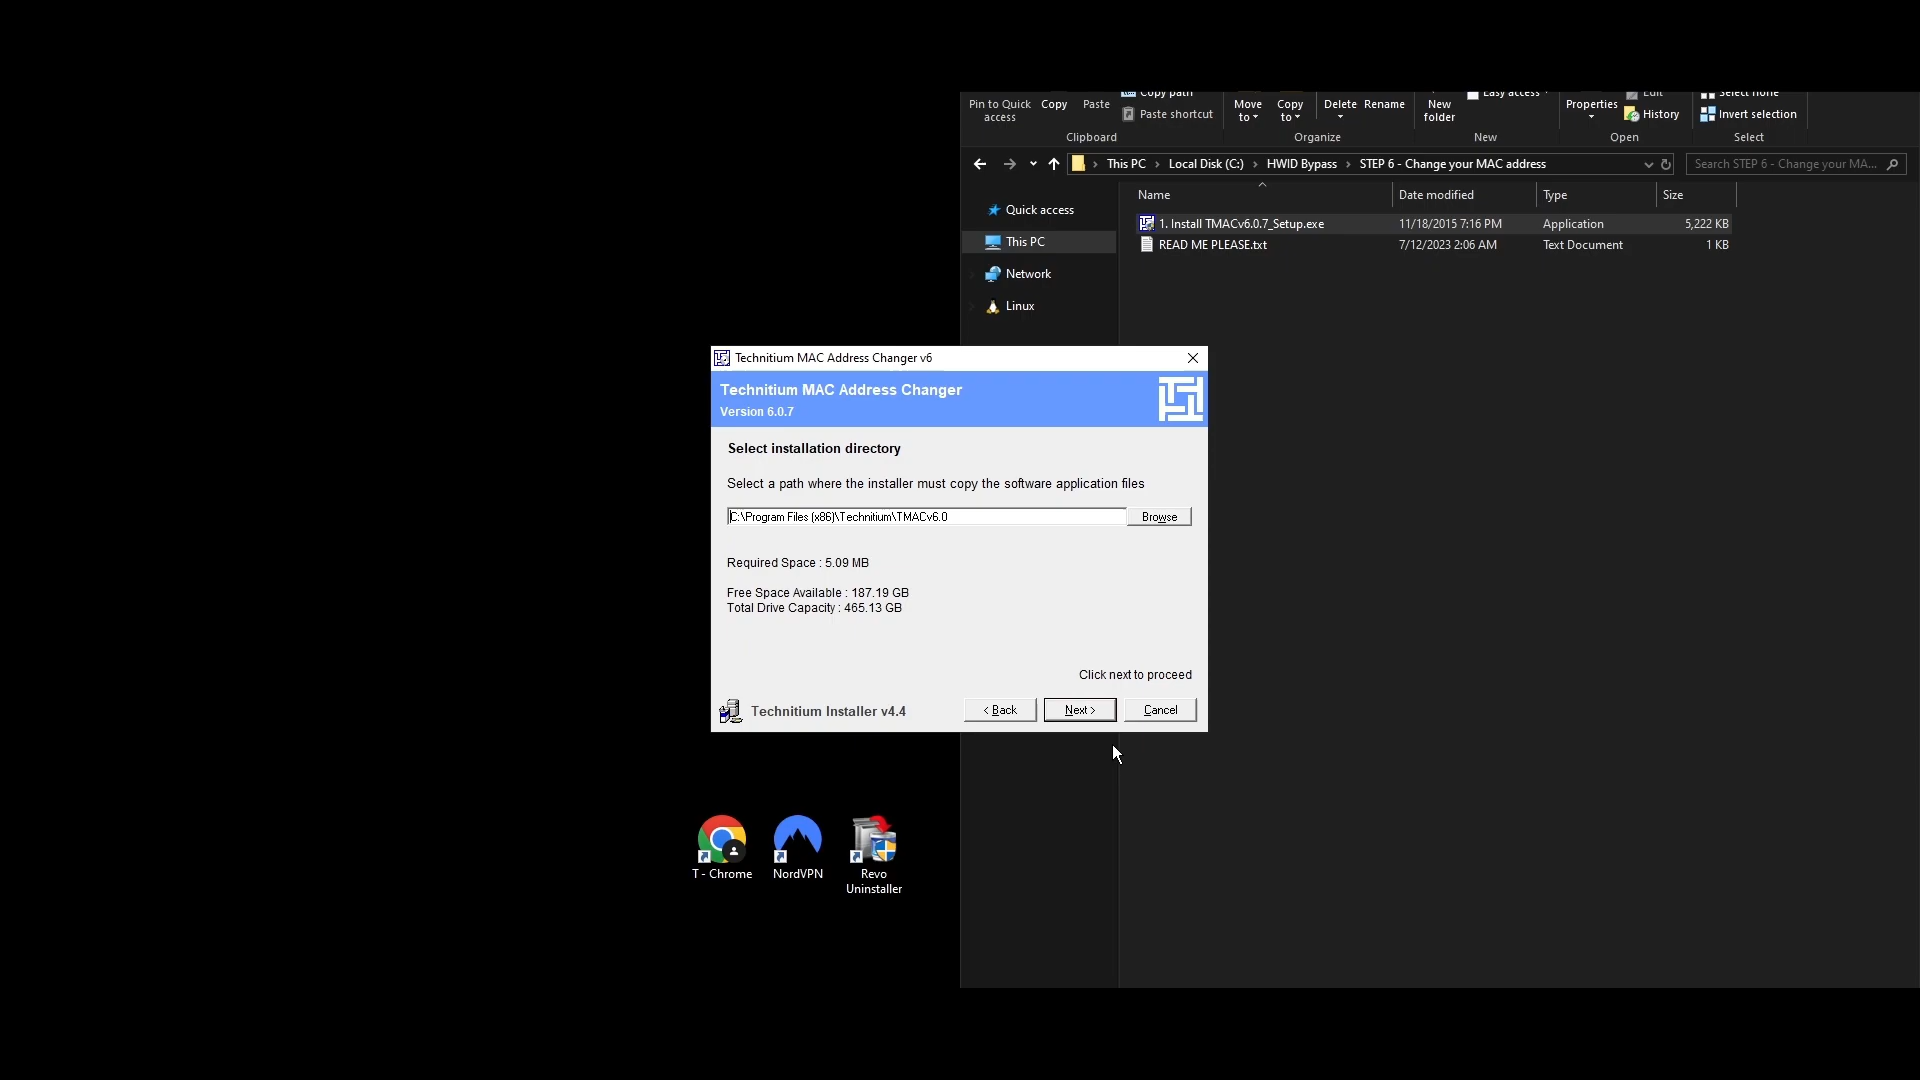 Pin to Quick access
Copy
Paste
Copy path
Paste shortcut
Move to
Copy to
Delete
Rename
New folder
Easy access
Properties
Edit
History
Select none
Invert selection
Clipboard
Organize
New
Open
Select
This PC > Local Disk (C:) > HWID Bypass > STEP 6 - Change your MAC address
Search STEP 6 - Change your MA...
Name
Date modified
Type
Size
Quick access
This PC
Network
Linux
1. Install TMACv6.0.7_Setup.exe 11/18/2015 7:16 PM Application 5,222 KB
READ ME PLEASE.txt 7/12/2023 2:06 AM Text Document 1 KB
Technitium MAC Address Changer v6
Technitium MAC Address Changer
Version 6.0.7
Select installation directory
Select a path where the installer must copy the software application files
C:\Program Files (x86)\Technitium\TMACv6.0
Browse
Required Space : 5.09 MB
Free Space Available : 187.19 GB
Total Drive Capacity : 465.13 GB
Click next to proceed
Technitium Installer v4.4
< Back
Next >
Cancel
T - Chrome
NordVPN
Revo Uninstaller